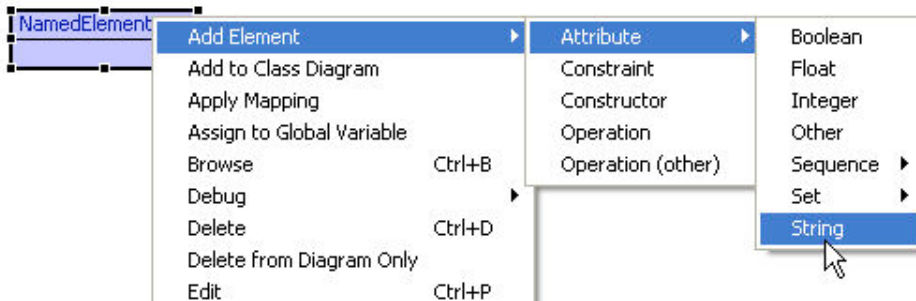 NamedElement
Add Element
Add to Class Diagram
Apply Mapping
Assign to Global Variable
Browse Ctrl+B
Debug
Delete Ctrl+D
Delete from Diagram Only
Edit Ctrl+P
Attribute
Constraint
Constructor
Operation
Operation (other)
Boolean
Float
Integer
Other
Sequence
Set
String